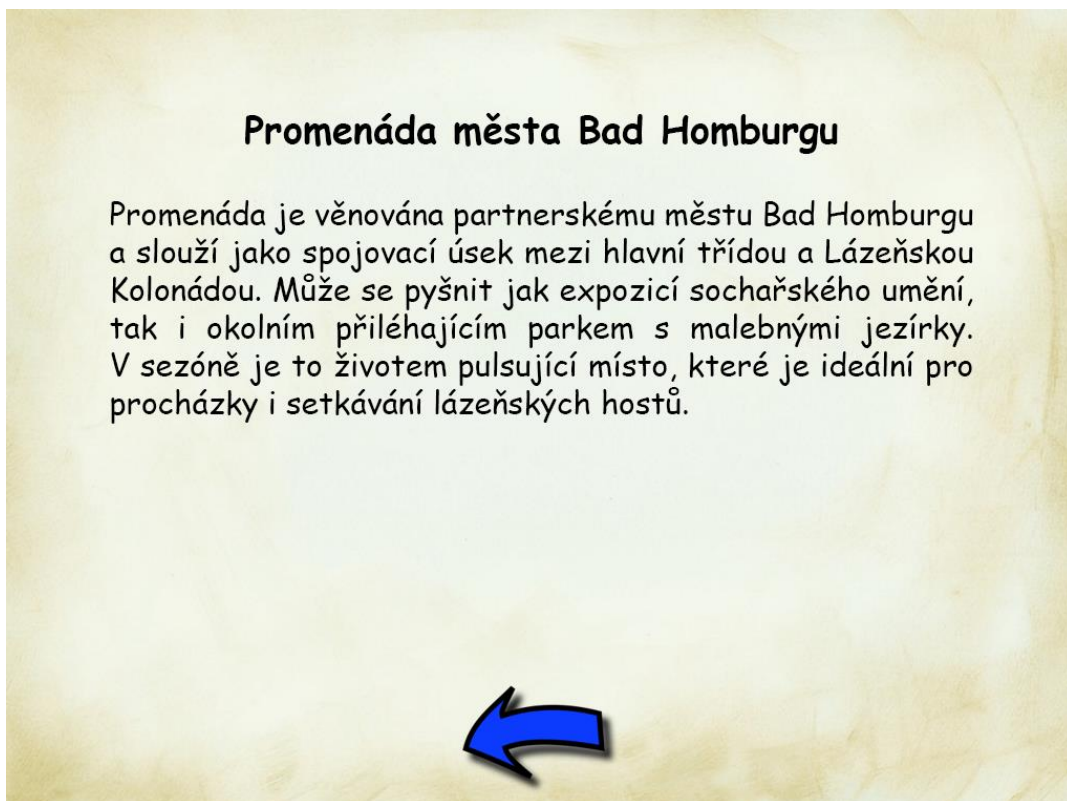 Promenáda města Bad Homburgu
Promenáda je věnována partnerskému městu Bad Homburgu
a slouží jako spojovací úsek mezi hlavní třídou a Lázeňskou
Kolonádou. Může se pyšnit jak expozicí sochařského umění,
tak i okolním přiléhajícím parkem s malebnými jezírky.
V sezóně je to životem pulsující místo, které je ideální pro
procházky i setkávání lázeňských hostů.